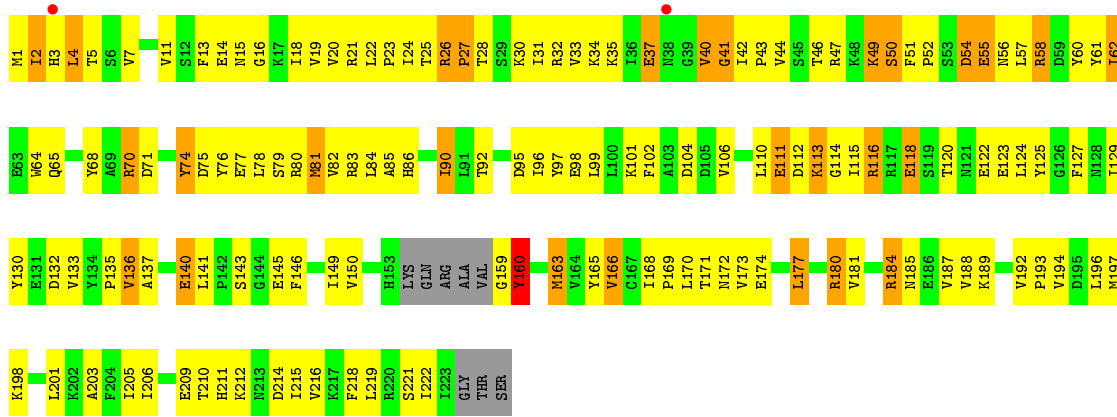 M1 I2 H3 L4 T5 S6 V7 V11 S12 F13 E14 N15 G16 K17 I18 V19 V20 R21 L22 P23 I24 T25 R26 P27 T28 S29 K30 I31 R32 V33 K34 K35 I36 E37 N38 G39 V40 G41 I42 P43 V44 S45 T46 R47 K48 K49 S50 F51 P52 S53 D54 E55 N56 L57 R58 D59 Y60 Y61 I62
E63 W64 Q65 Y68 A69 R70 D71 Y74 D75 Y76 E77 L78 S79 R80 M81 V82 R83 L84 A85 H86 I90 L91 T92 D95 I96 Y97 E98 L99 L100 K101 F102 A103 D104 D105 V106 L110 E111 D112 K113 G114 I115 R116 R117 E118 S119 T120 N121 E122 E123 L124 Y125 G126 F127 N128 I129
Y130 E131 D132 V133 Y134 P135 V136 A137 E140 L141 P142 S143 G144 E145 F146 I149 V150 H153 LYS GLN ARG ALA VAL G159 Y160 M163 V164 Y165 V166 C167 I168 P169 L170 T171 N172 V173 E174 L177 R180 V181 R184 N185 E186 V187 V188 K189 V192 P193 V194 D195 L196 M197
K198 L201 K202 A203 F204 I205 I206 E209 T210 H211 K212 N213 D214 I215 V216 K217 F218 L219 R220 S221 I222 I223 GLY THR SER